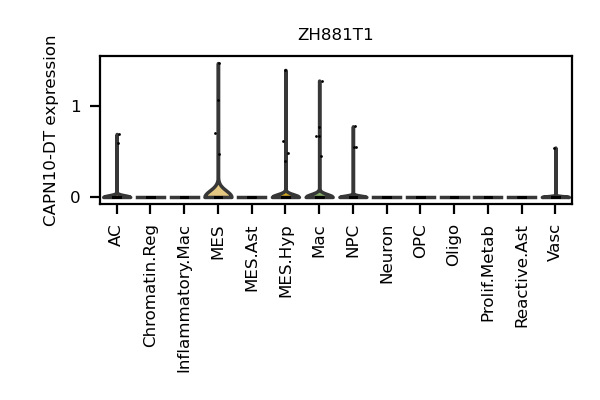 ZH881T1
CAPN10-DT expression
1
0
AC
Chromatin.Reg
Inflammatory.Mac
MES
MES.Ast
MES.Hyp
Mac
NPC
Neuron
OPC
Oligo
Prolif.Metab
Reactive.Ast
Vasc